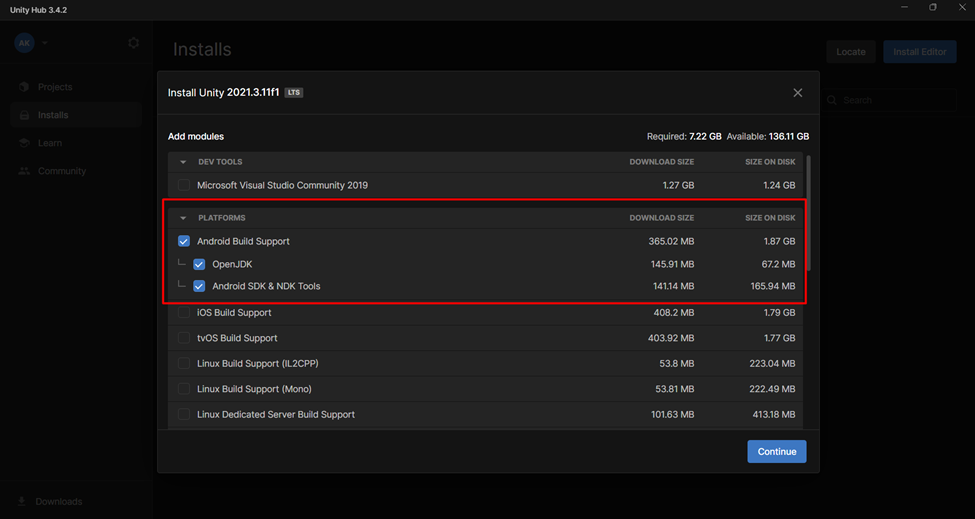 Unity Hub 3.4.2
AK
Installs
Locate
Install Editor
Projects
Installs
Learn
Community
Search
Install Unity 2021.3.11f1 LTS
Add modules
Required: 7.22 GB Available: 136.11 GB
DEV TOOLS DOWNLOAD SIZE SIZE ON DISK
Microsoft Visual Studio Community 2019 1.27 GB 1.24 GB
PLATFORMS DOWNLOAD SIZE SIZE ON DISK
Android Build Support 365.02 MB 1.87 GB
OpenJDK 145.91 MB 67.2 MB
Android SDK & NDK Tools 141.14 MB 165.94 MB
iOS Build Support 408.2 MB 1.79 GB
tvOS Build Support 403.92 MB 1.77 GB
Linux Build Support (IL2CPP) 53.8 MB 223.04 MB
Linux Build Support (Mono) 53.81 MB 222.49 MB
Linux Dedicated Server Build Support 101.63 MB 413.18 MB
Continue
Downloads